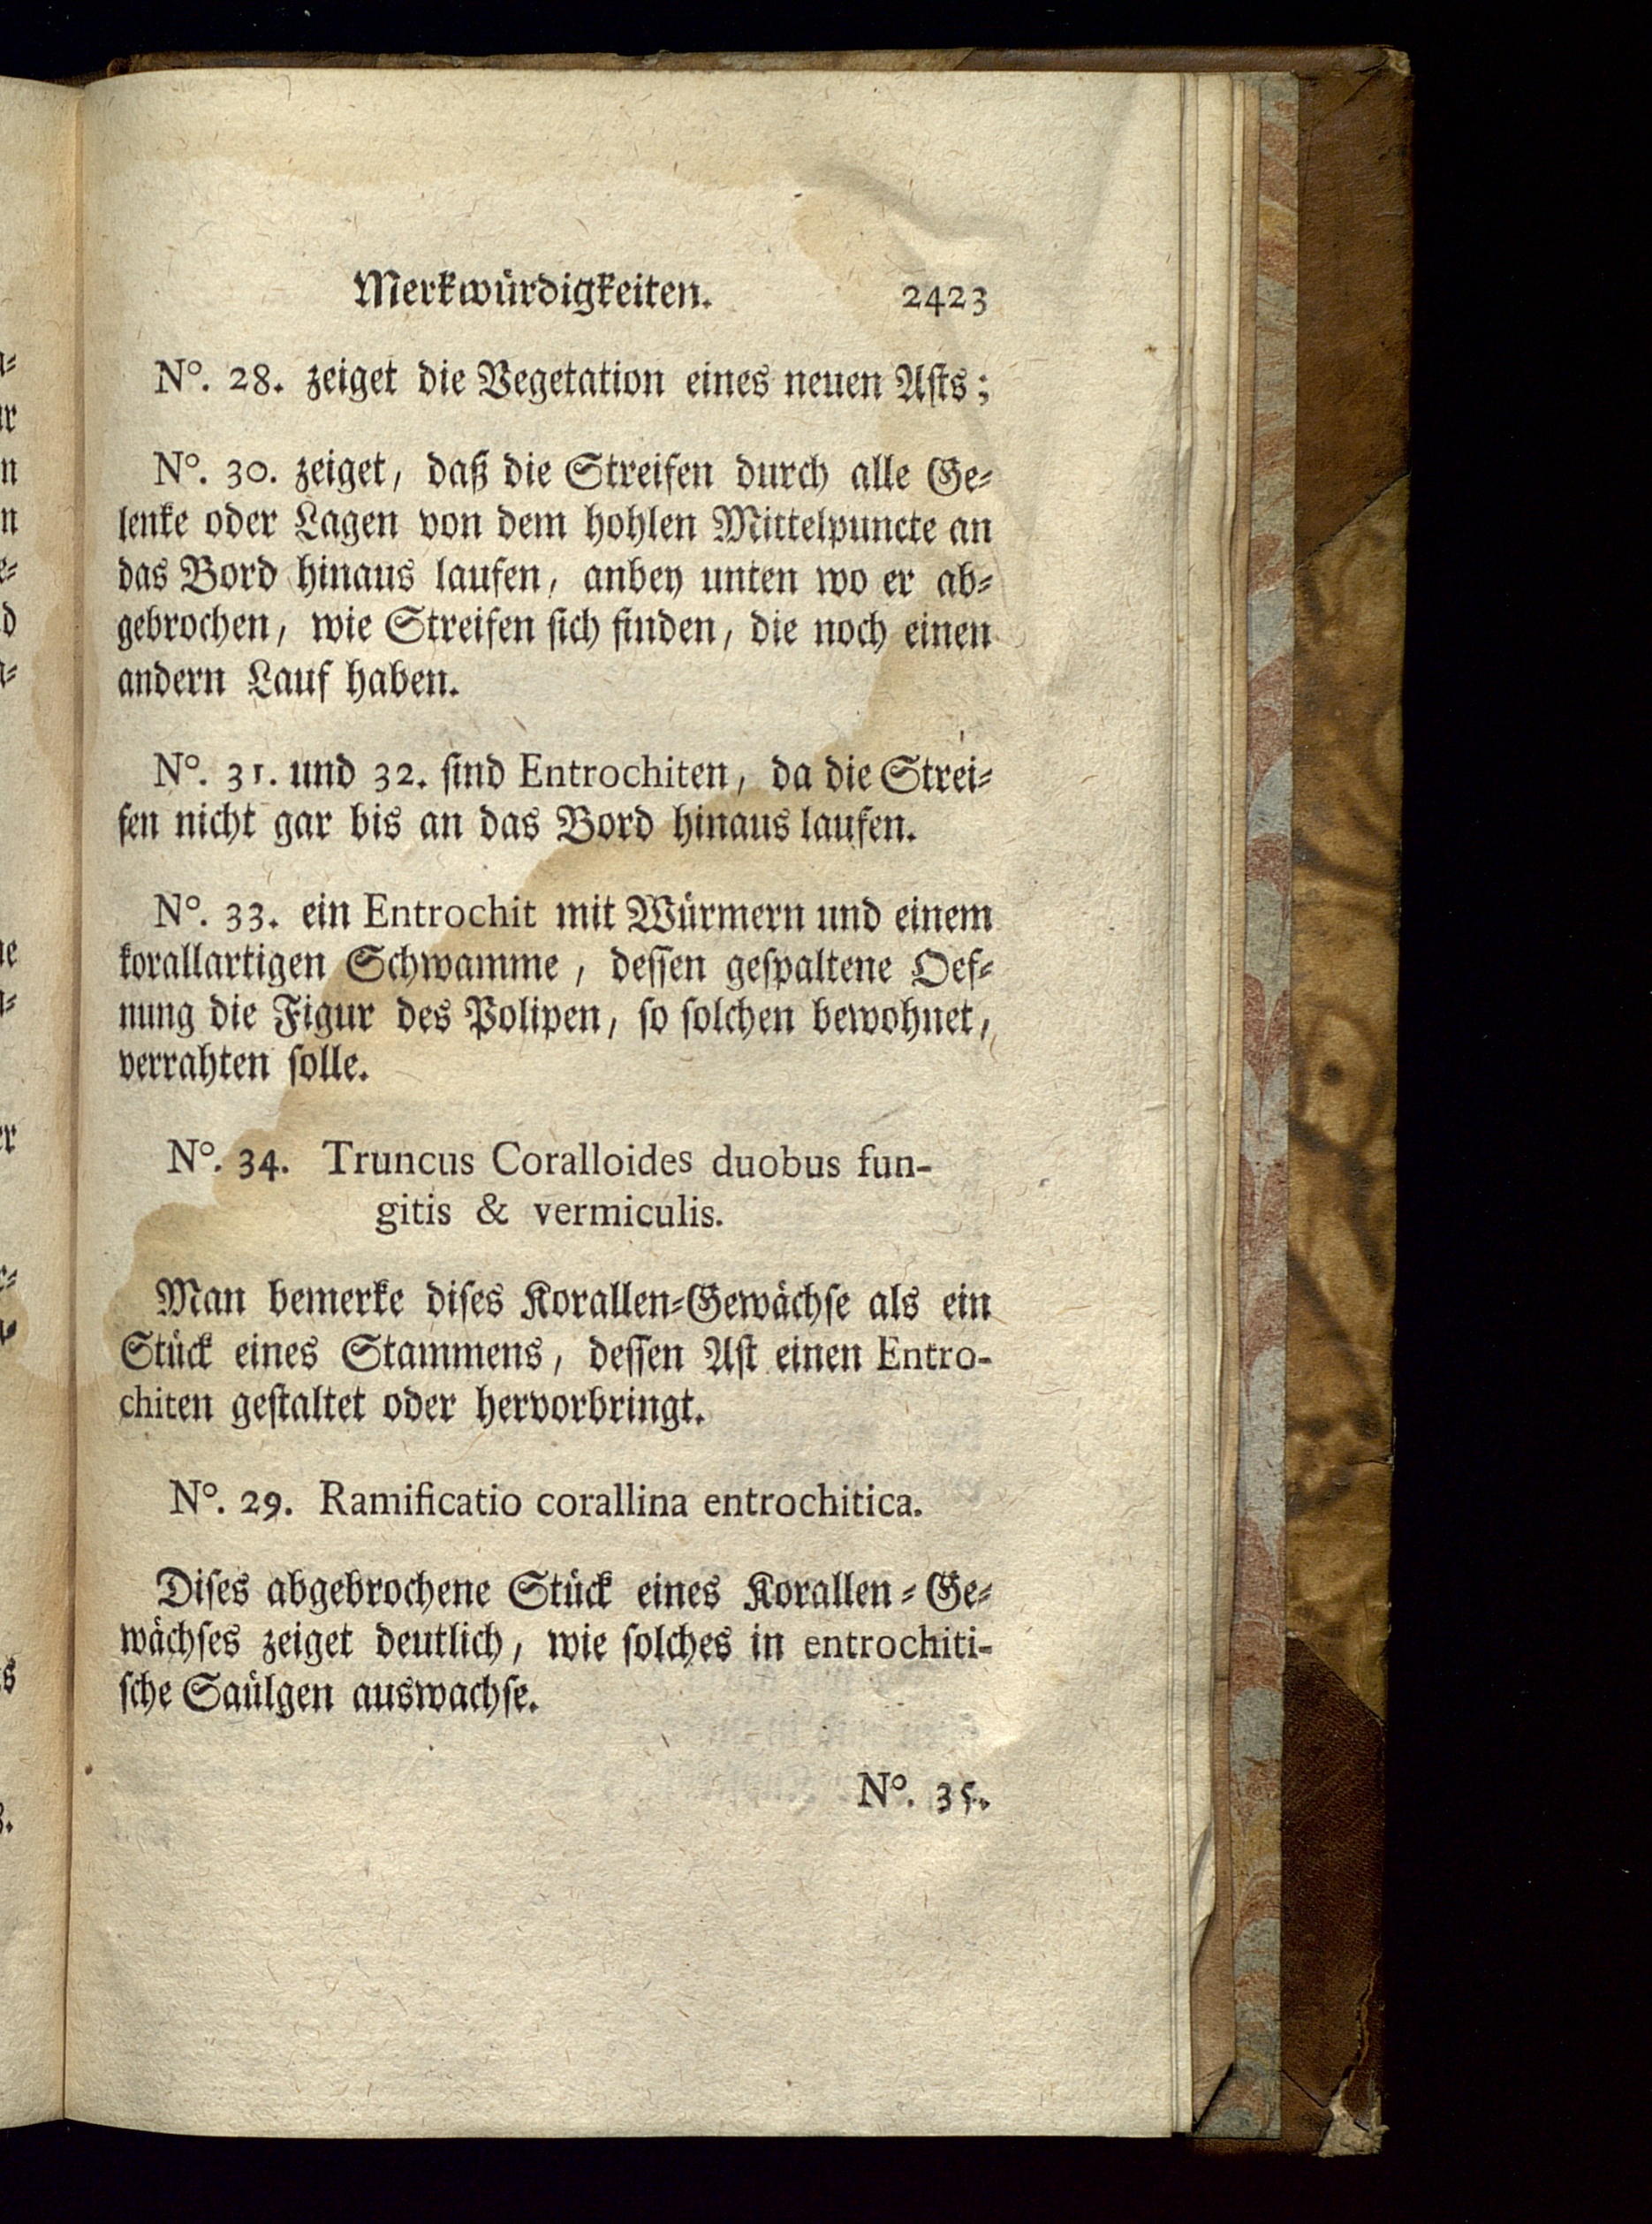 Merkwürdigkeiten. 2423
N°. 28. zeiget die Vegetation eines neuen Aſts;
N°. 30. zeiget, daß die Streifen durch alle Ge-
lenke oder Lagen von dem hohlen Mittelpuncte an
das Bord hinaus laufen, anbey unten wo er ab-
gebrochen, wie Streifen ſich finden, die noch einen
andern Lauf haben.
N°. 31. und 32. ſind Entrochiten, da die Strei-
fen nicht gar bis an das Bord hinaus laufen.
N°. 33. ein Entrochit mit Würmern und einem
korallartigen Schwamme, deſſen geſpaltene Oef-
nung die Figur des Polipen, ſo ſolchen bewohnet,
verrahten ſolle.
N°. 34. Truncus Coralloides duobus fun-
gitis & vermiculis.
Man bemerke diſes Korallen-Gewächſe als ein
Stück eines Stammens, deſſen Aſt einen Entro-
chiten geſtaltet oder hervorbringt.
N°. 29. Ramificatio corallina entrochitica.
Diſes abgebrochene Stück eines Korallen-Ge-
wächſes zeiget deutlich, wie ſolches in entrochiti-
ſche Saülgen auswachſe.
N°. 35.